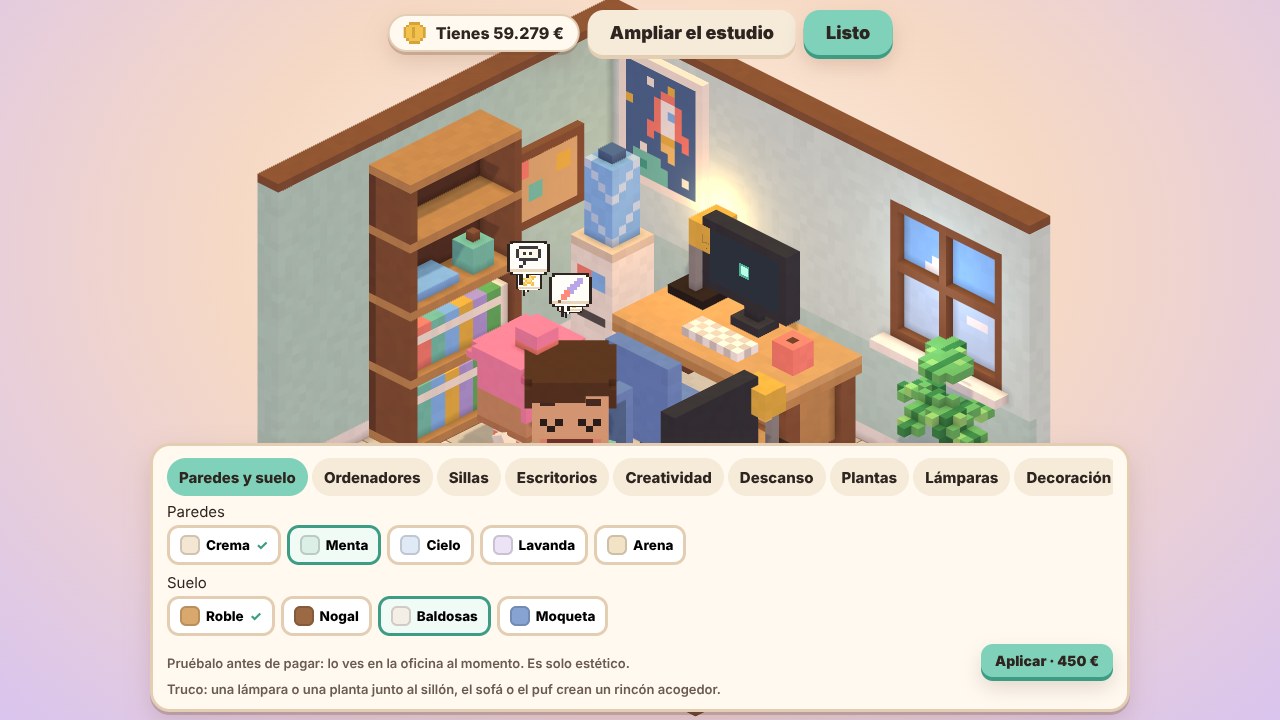 Tienes 59.279 €
Ampliar el estudio
Listo
Paredes y suelo
Ordenadores
Sillas
Escritorios
Creatividad
Descanso
Plantas
Lámparas
Decoración
Paredes
Crema
Menta
Cielo
Lavanda
Arena
Suelo
Roble
Nogal
Baldosas
Moqueta
Pruébalo antes de pagar: lo ves en la oficina al momento. Es solo estético.
Aplicar · 450 €
Truco: una lámpara o una planta junto al sillón, el sofá o el puf crean un rincón acogedor.